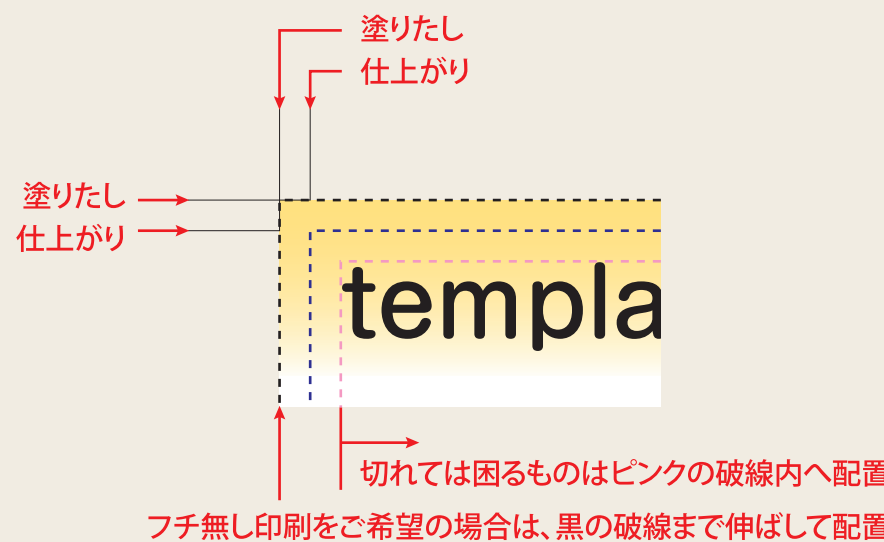 塗りたし
仕上がり
塗りたし
仕上がり
templa
切れては困るものはピンクの破線内へ配置
フチ無し印刷をご希望の場合は、黒の破線まで伸ばして配置